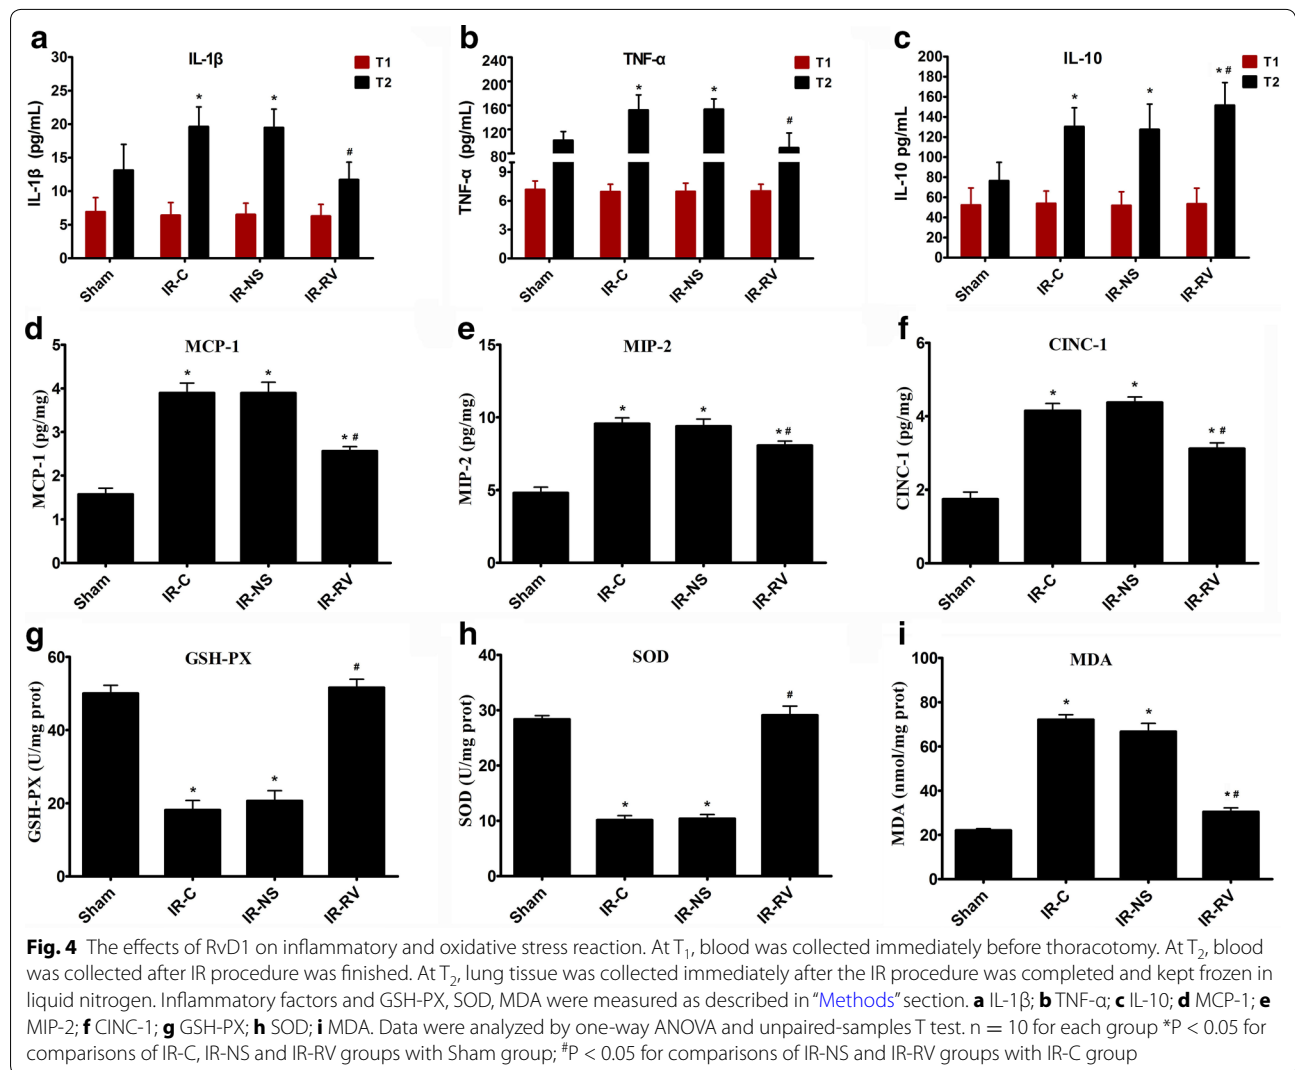 a
IL-1β
T1
T2
IL-1β (pg/mL)
30
25
20
15
10
5
0
*
*
#
Sham
IR-C
IR-NS
IR-RV
b
TNF-α
T1
T2
TNF-α (pg/mL)
240
200
160
120
80
9
6
3
0
*
*
#
Sham
IR-C
IR-NS
IR-RV
c
IL-10
T1
T2
IL-10 pg/mL
200
180
160
140
120
100
80
60
40
20
0
*
*
* #
Sham
IR-C
IR-NS
IR-RV
d
MCP-1
MCP-1 (pg/mg)
5
4
3
2
1
0
*
*
* #
Sham
IR-C
IR-NS
IR-RV
e
MIP-2
MIP-2 (pg/mg)
15
10
5
0
*
*
* #
Sham
IR-C
IR-NS
IR-RV
f
CINC-1
CINC-1 (pg/mg)
6
4
2
0
*
*
* #
Sham
IR-C
IR-NS
IR-RV
g
GSH-PX
GSH-PX (U/mg prot)
60
40
20
0
*
*
#
Sham
IR-C
IR-NS
IR-RV
h
SOD
SOD (U/mg prot)
40
30
20
10
0
*
*
#
Sham
IR-C
IR-NS
IR-RV
i
MDA
MDA (nmol/mg prot)
100
80
60
40
20
0
*
*
* #
Sham
IR-C
IR-NS
IR-RV
Fig. 4 The effects of RvD1 on inflammatory and oxidative stress reaction. At T1, blood was collected immediately before thoracotomy. At T2, blood
was collected after IR procedure was finished. At T2, lung tissue was collected immediately after the IR procedure was completed and kept frozen in
liquid nitrogen. Inflammatory factors and GSH-PX, SOD, MDA were measured as described in “Methods” section. a IL-1β; b TNF-α; c IL-10; d MCP-1; e
MIP-2; f CINC-1; g GSH-PX; h SOD; i MDA. Data were analyzed by one-way ANOVA and unpaired-samples T test. n = 10 for each group *P < 0.05 for
comparisons of IR-C, IR-NS and IR-RV groups with Sham group; #P < 0.05 for comparisons of IR-NS and IR-RV groups with IR-C group